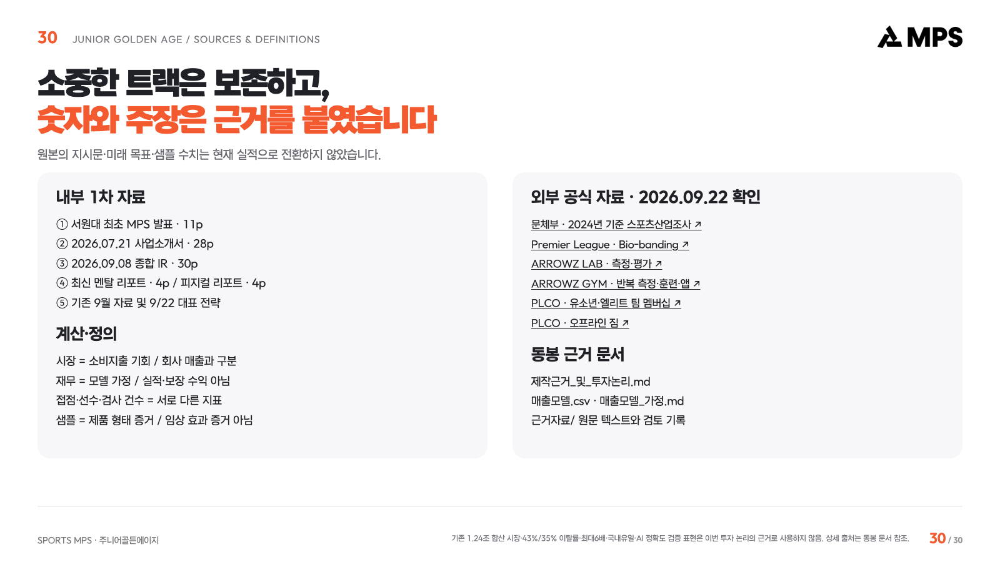 30 JUNIOR GOLDEN AGE / SOURCES & DEFINITIONS
MPS
소중한 트랙은 보존하고,
숫자와 주장은 근거를 붙였습니다
원본의 지시문·미래 목표·샘플 수치는 현재 실적으로 전환하지 않았습니다.
내부 1차 자료
① 서원대 최초 MPS 발표 · 11p
② 2026.07.21 사업소개서 · 28p
③ 2026.09.08 종합 IR · 30p
④ 최신 멘탈 리포트 · 4p / 피지컬 리포트 · 4p
⑤ 기존 9월 자료 및 9/22 대표 전략
계산·정의
시장 = 소비지출 기회 / 회사 매출과 구분
재무 = 모델 가정 / 실적·보장 수익 아님
접점·선수·검사 건수 = 서로 다른 지표
샘플 = 제품 형태 증거 / 임상 효과 증거 아님
외부 공식 자료 · 2026.09.22 확인
문체부 · 2024년 기준 스포츠산업조사 ↗
Premier League · Bio-banding ↗
ARROWZ LAB · 측정·평가 ↗
ARROWZ GYM · 반복 측정·훈련·앱 ↗
PLCO · 유소년·엘리트 팀 멤버십 ↗
PLCO · 오프라인 짐 ↗
동봉 근거 문서
제작근거_및_투자논리.md
매출모델.csv · 매출모델_가정.md
근거자료/ 원문 텍스트와 검토 기록
SPORTS MPS · 주니어골든에이지
기존 1.24조 합산 시장·43%/35% 이탈률·최대6배·국내유일·AI 정확도 검증 표현은 이번 투자 논리의 근거로 사용하지 않음. 상세 출처는 동봉 문서 참조.
30 / 30